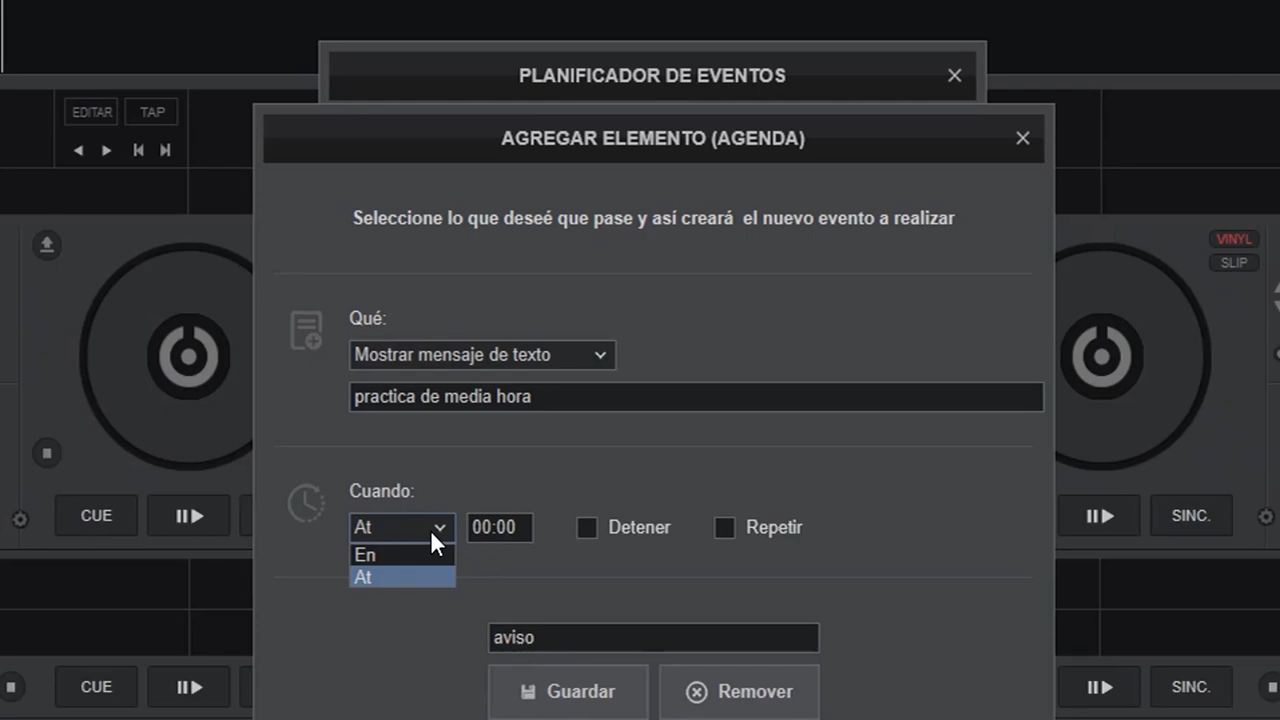 PLANIFICADOR DE EVENTOS
EDITAR TAP
AGREGAR ELEMENTO (AGENDA)
Seleccione lo que deseé que pase y así creará el nuevo evento a realizar
VINYL
SLIP
Qué:
Mostrar mensaje de texto
practica de media hora
Cuando:
At 00:00 Detener Repetir
En
At
CUE SINC.
aviso
Guardar Remover
CUE SINC.